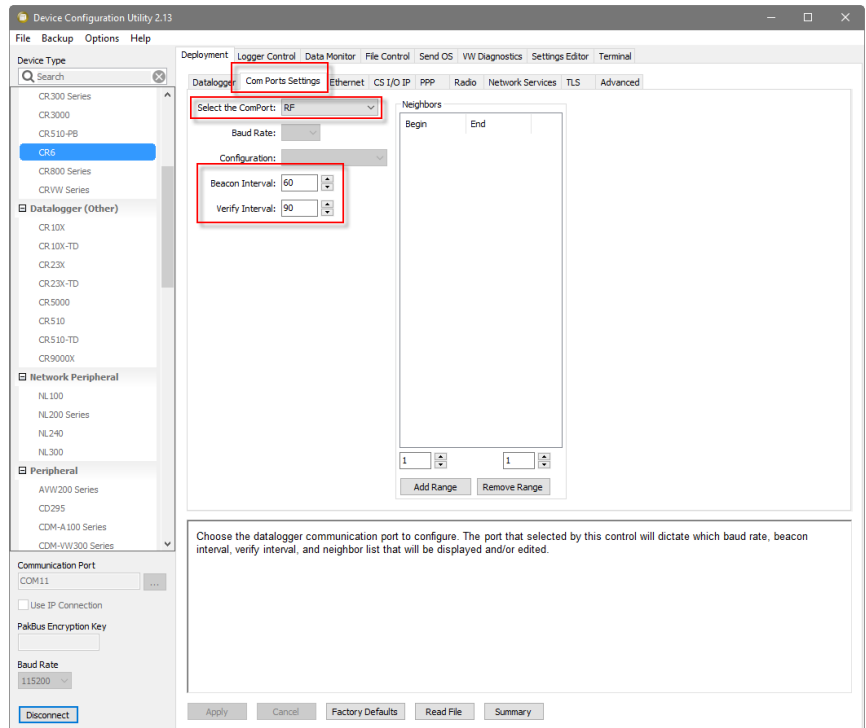 Device Configuration Utility 2.13
File Backup Options Help
Device Type
Search
CR300 Series
CR3000
CR510-PB
CR6
CR800 Series
CRVW Series
Datalogger (Other)
CR10X
CR10X-TD
CR23X
CR23X-TD
CR5000
CR510
CR510-TD
CR9000X
Network Peripheral
NL100
NL200 Series
NL240
NL300
Peripheral
AVW200 Series
CD295
CDM-A100 Series
CDM-VW300 Series
Communication Port
COM11
...
Use IP Connection
PakBus Encryption Key
Baud Rate
115200
Disconnect
Deployment Logger Control Data Monitor File Control Send OS VW Diagnostics Settings Editor Terminal
Datalogger Com Ports Settings Ethernet CS I/O IP PPP Radio Network Services TLS Advanced
Select the ComPort: RF
Baud Rate:
Configuration:
Beacon Interval: 60
Verify Interval: 90
Neighbors
Begin End
1 1
Add Range Remove Range
Choose the datalogger communication port to configure. The port that selected by this control will dictate which baud rate, beacon
interval, verify interval, and neighbor list that will be displayed and/or edited.
Apply Cancel Factory Defaults Read File Summary